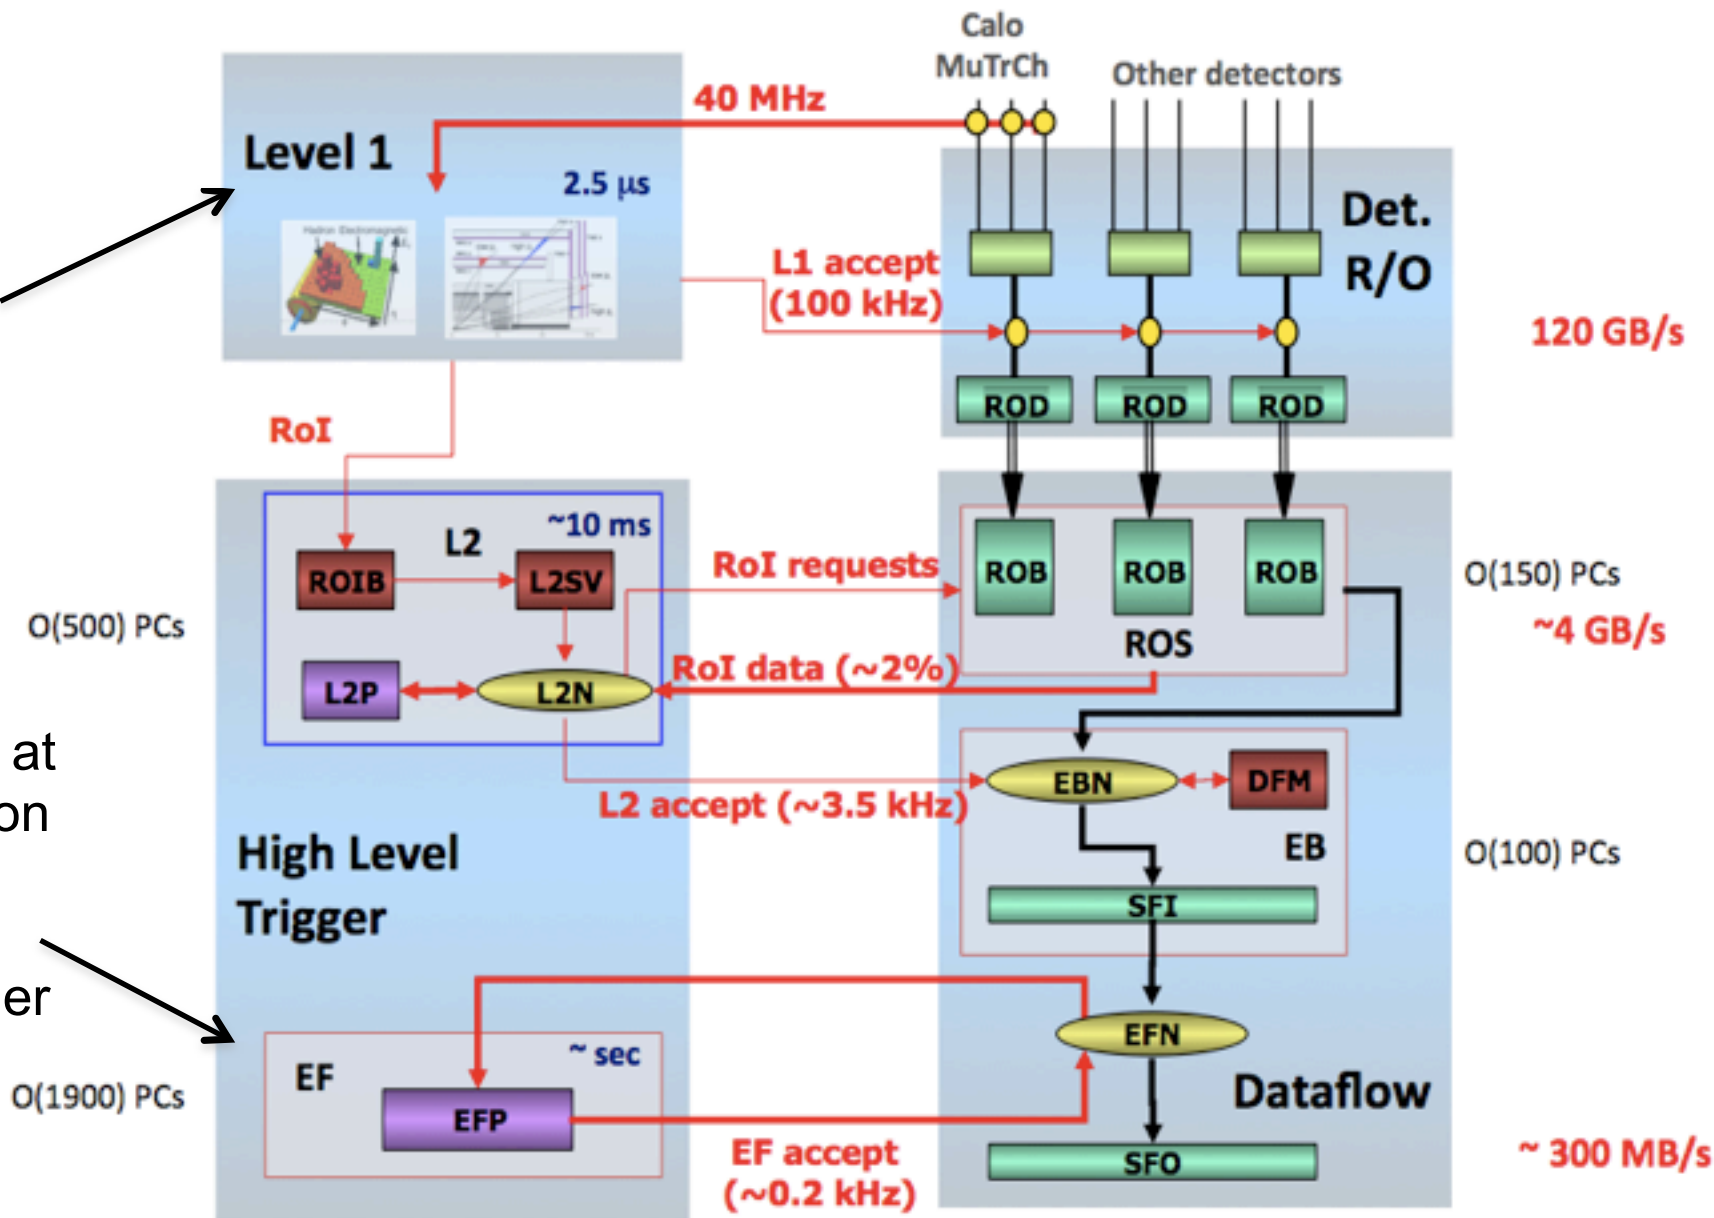 Calo
MuTrCh
Other detectors
40 MHz
Level 1
2.5 μs
Hadron Electromagnetic
Det.
R/O
L1 accept
(100 kHz)
120 GB/s
ROD
ROD
ROD
RoI
~10 ms
L2
ROIB
L2SV
RoI requests
ROB
ROB
ROB
O(150) PCs
O(500) PCs
~4 GB/s
ROS
RoI data (~2%)
L2P
L2N
at
on
L2 accept (~3.5 kHz)
EBN
DFM
EB
O(100) PCs
High Level
Trigger
SFI
er
EFN
~ sec
EF
O(1900) PCs
EFP
Dataflow
EF accept
(~0.2 kHz)
SFO
~ 300 MB/s